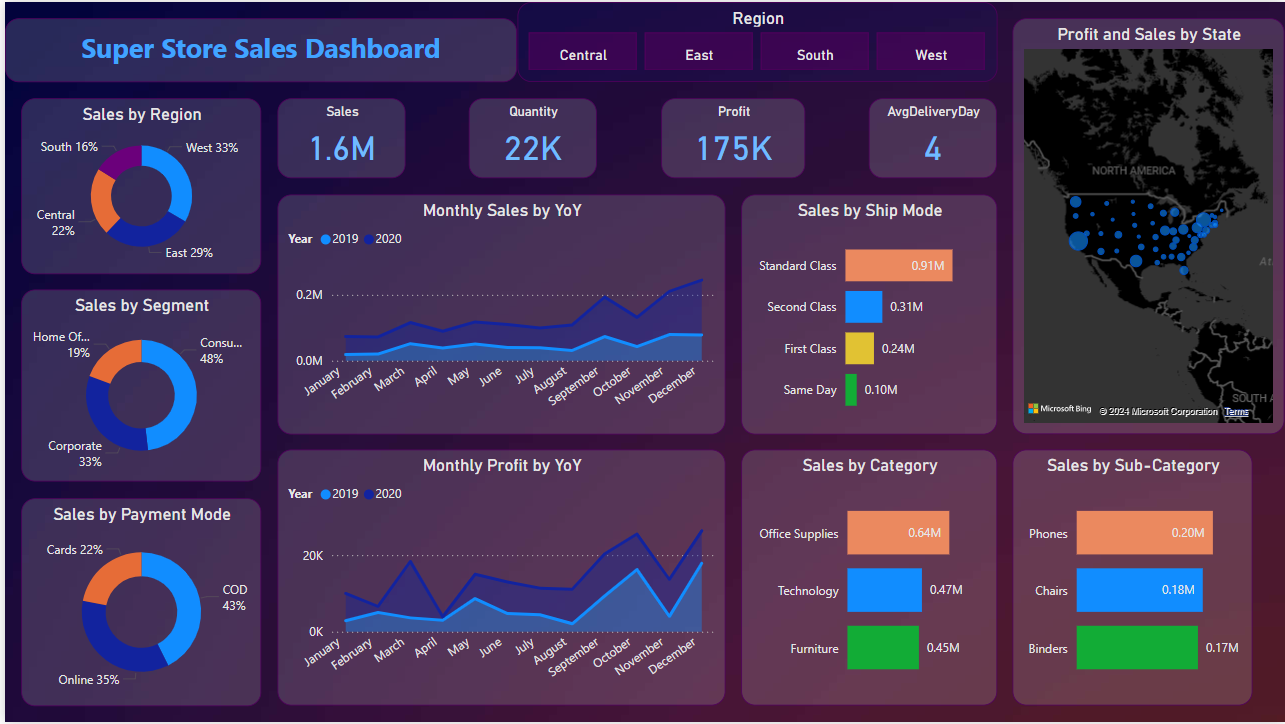 Super Store Sales Dashboard
Region
Central
East
South
West
Profit and Sales by State
NORTH AMERICA
At
SOUTH A
Microsoft Bing
© 2024 Microsoft Corporation Terms
Sales by Region
South 16%
West 33%
Central
22%
East 29%
Sales
1.6M
Quantity
22K
Profit
175K
AvgDeliveryDay
4
Sales by Segment
Home Of...
19%
Consu...
48%
Corporate
33%
Monthly Sales by YoY
Year 2019 2020
0.2M
0.0M
January
February
March
April
May
June
July
August
September
October
November
December
Sales by Ship Mode
Standard Class 0.91M
Second Class 0.31M
First Class 0.24M
Same Day 0.10M
Sales by Payment Mode
Cards 22%
COD
43%
Online 35%
Monthly Profit by YoY
Year 2019 2020
20K
0K
January
February
March
April
May
June
July
August
September
October
November
December
Sales by Category
Office Supplies 0.64M
Technology 0.47M
Furniture 0.45M
Sales by Sub-Category
Phones 0.20M
Chairs 0.18M
Binders 0.17M